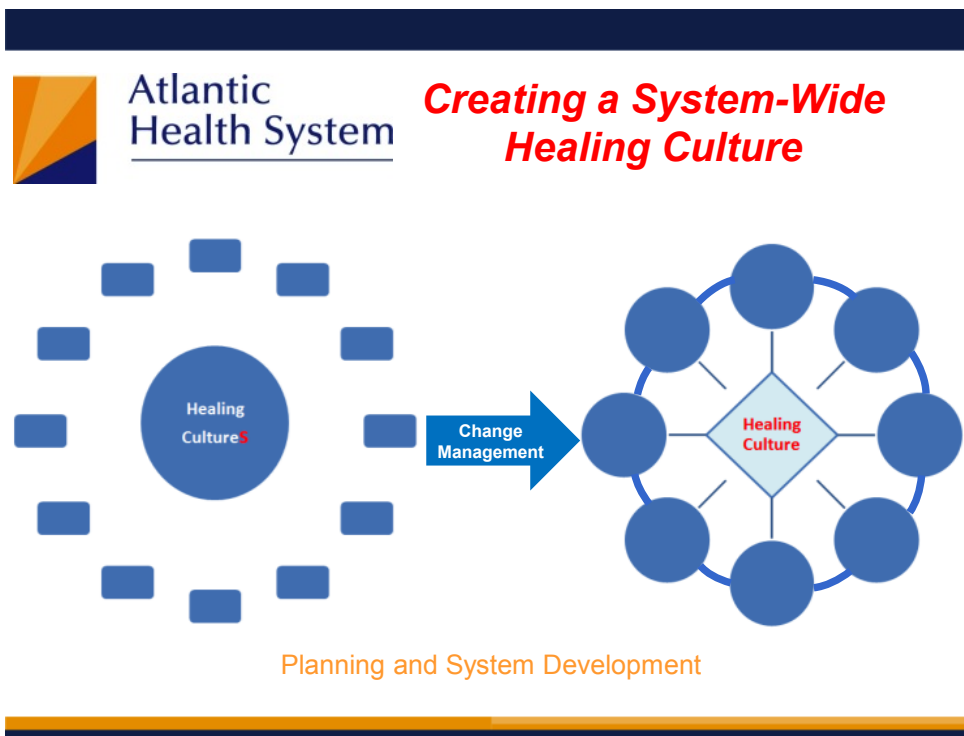 Atlantic
Health System
Creating a System-Wide
Healing Culture
Healing
CultureS
Change
Management
Healing
Culture
Planning and System Development